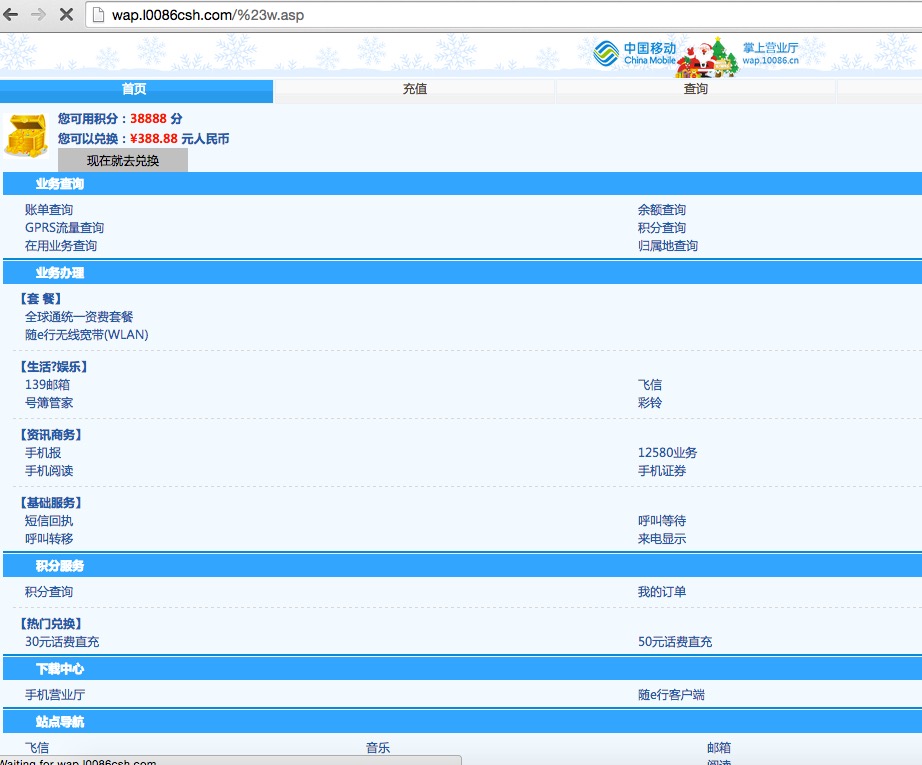 wap.l0086csh.com/%23w.asp
中国移动 掌上营业厅
China Mobile wap.10086.cn
首页 充值 查询
您可用积分：38888 分
您可以兑换：¥388.88 元人民币
现在就去兑换
业务查询
账单查询 余额查询
GPRS流量查询 积分查询
在用业务查询 归属地查询
业务办理
【套 餐】
全球通统一资费套餐
随e行无线宽带(WLAN)
【生活?娱乐】
139邮箱 飞信
号簿管家 彩铃
【资讯商务】
手机报 12580业务
手机阅读 手机证券
【基础服务】
短信回执 呼叫等待
呼叫转移 来电显示
积分服务
积分查询 我的订单
【热门兑换】
30元话费直充 50元话费直充
下载中心
手机营业厅 随e行客户端
站点导航
飞信 音乐 邮箱
Waiting for wap.l0086csh.com 阅读